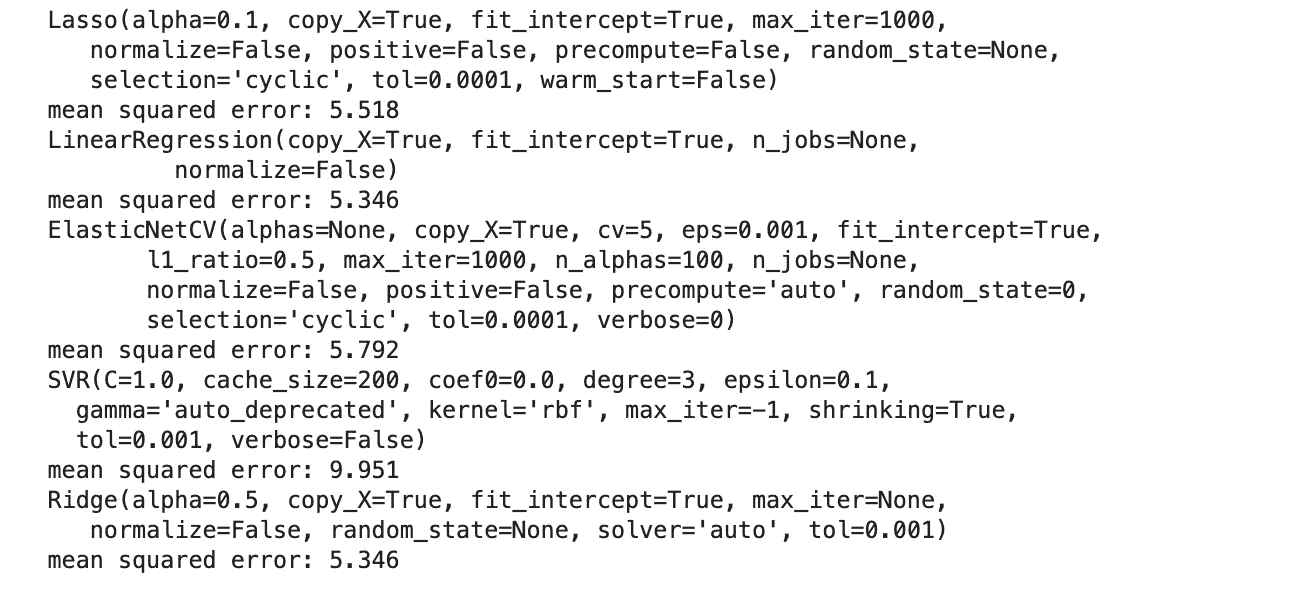 Lasso(alpha=0.1, copy_X=True, fit_intercept=True, max_iter=1000,
   normalize=False, positive=False, precompute=False, random_state=None,
   selection='cyclic', tol=0.0001, warm_start=False)
mean squared error: 5.518
LinearRegression(copy_X=True, fit_intercept=True, n_jobs=None,
         normalize=False)
mean squared error: 5.346
ElasticNetCV(alphas=None, copy_X=True, cv=5, eps=0.001, fit_intercept=True,
       l1_ratio=0.5, max_iter=1000, n_alphas=100, n_jobs=None,
       normalize=False, positive=False, precompute='auto', random_state=0,
       selection='cyclic', tol=0.0001, verbose=0)
mean squared error: 5.792
SVR(C=1.0, cache_size=200, coef0=0.0, degree=3, epsilon=0.1,
  gamma='auto_deprecated', kernel='rbf', max_iter=-1, shrinking=True,
  tol=0.001, verbose=False)
mean squared error: 9.951
Ridge(alpha=0.5, copy_X=True, fit_intercept=True, max_iter=None,
   normalize=False, random_state=None, solver='auto', tol=0.001)
mean squared error: 5.346